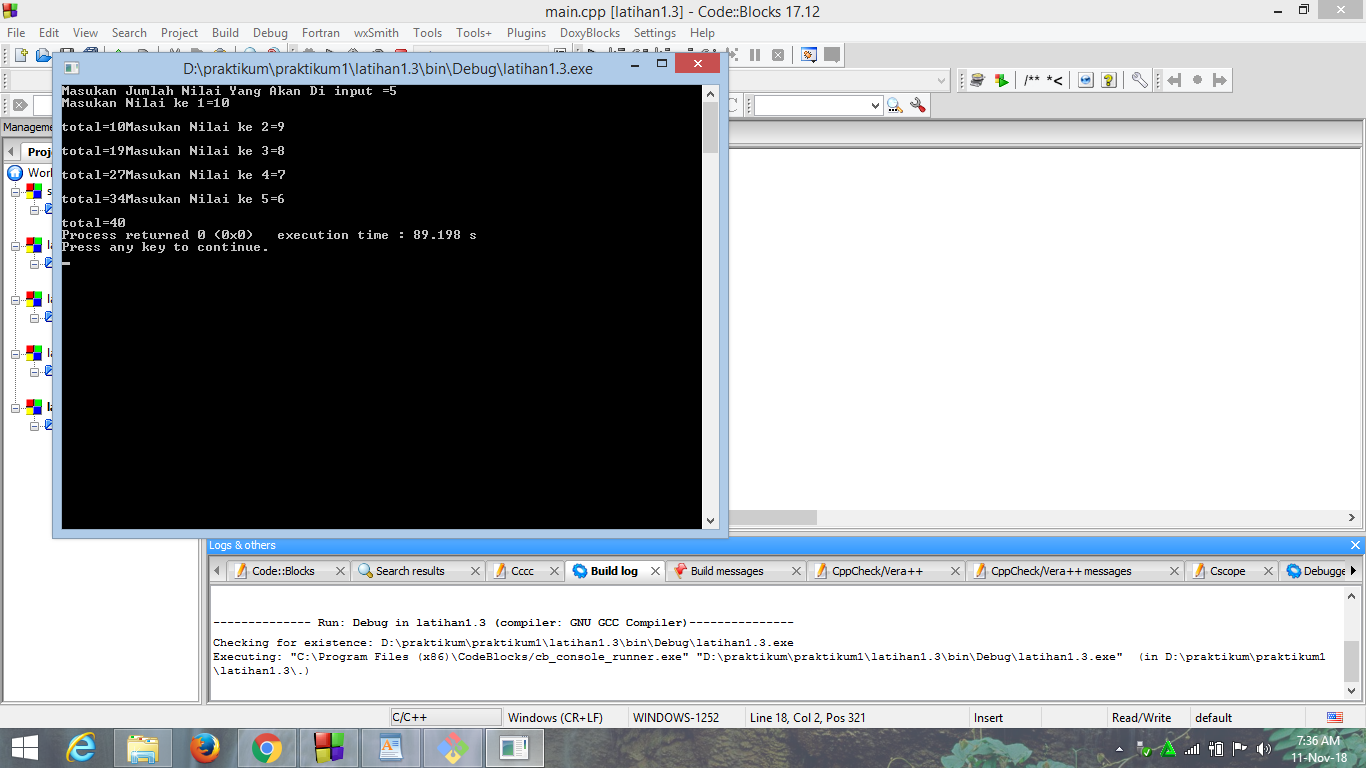 main.cpp [latihan1.3] - Code::Blocks 17.12
File Edit View Search Project Build Debug Fortran wxSmith Tools Tools+ Plugins DoxyBlocks Settings Help
D:\praktikum\praktikum1\latihan1.3\bin\Debug\latihan1.3.exe
/** *<
Masukan Jumlah Nilai Yang Akan Di input =5
Masukan Nilai ke 1=10
total=10Masukan Nilai ke 2=9
total=19Masukan Nilai ke 3=8
total=27Masukan Nilai ke 4=7
total=34Masukan Nilai ke 5=6
total=40
Process returned 0 (0x0)   execution time : 89.198 s
Press any key to continue.
Manageme
Proj
Worl
Logs & others
Code::Blocks Search results Cccc Build log Build messages CppCheck/Vera++ CppCheck/Vera++ messages Cscope Debugge
-------------- Run: Debug in latihan1.3 (compiler: GNU GCC Compiler)---------------
Checking for existence: D:\praktikum\praktikum1\latihan1.3\bin\Debug\latihan1.3.exe
Executing: "C:\Program Files (x86)\CodeBlocks/cb_console_runner.exe" "D:\praktikum\praktikum1\latihan1.3\bin\Debug\latihan1.3.exe"  (in D:\praktikum\praktikum1
\latihan1.3\.)
C/C++ Windows (CR+LF) WINDOWS-1252 Line 18, Col 2, Pos 321 Insert Read/Write default
7:36 AM
11-Nov-18